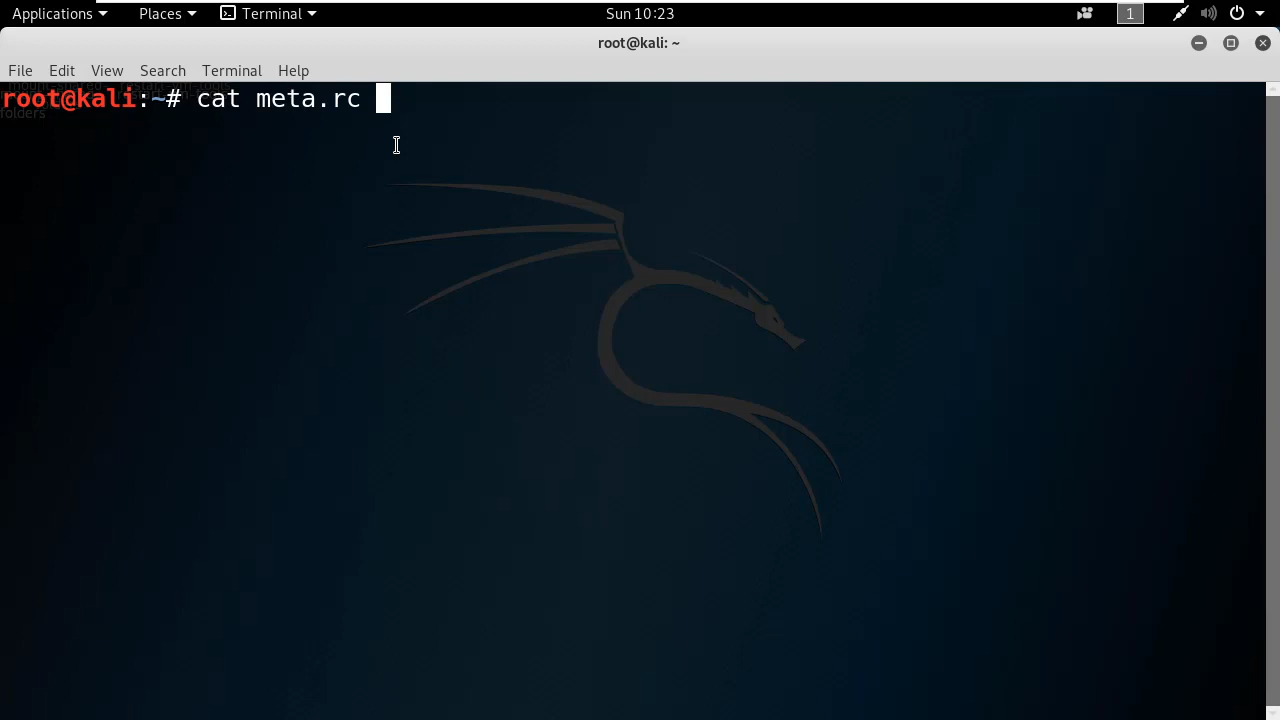 Applications Places Terminal Sun 10:23 1
root@kali: ~
File Edit View Search Terminal Help
root@kali:~# cat meta.rc
folders